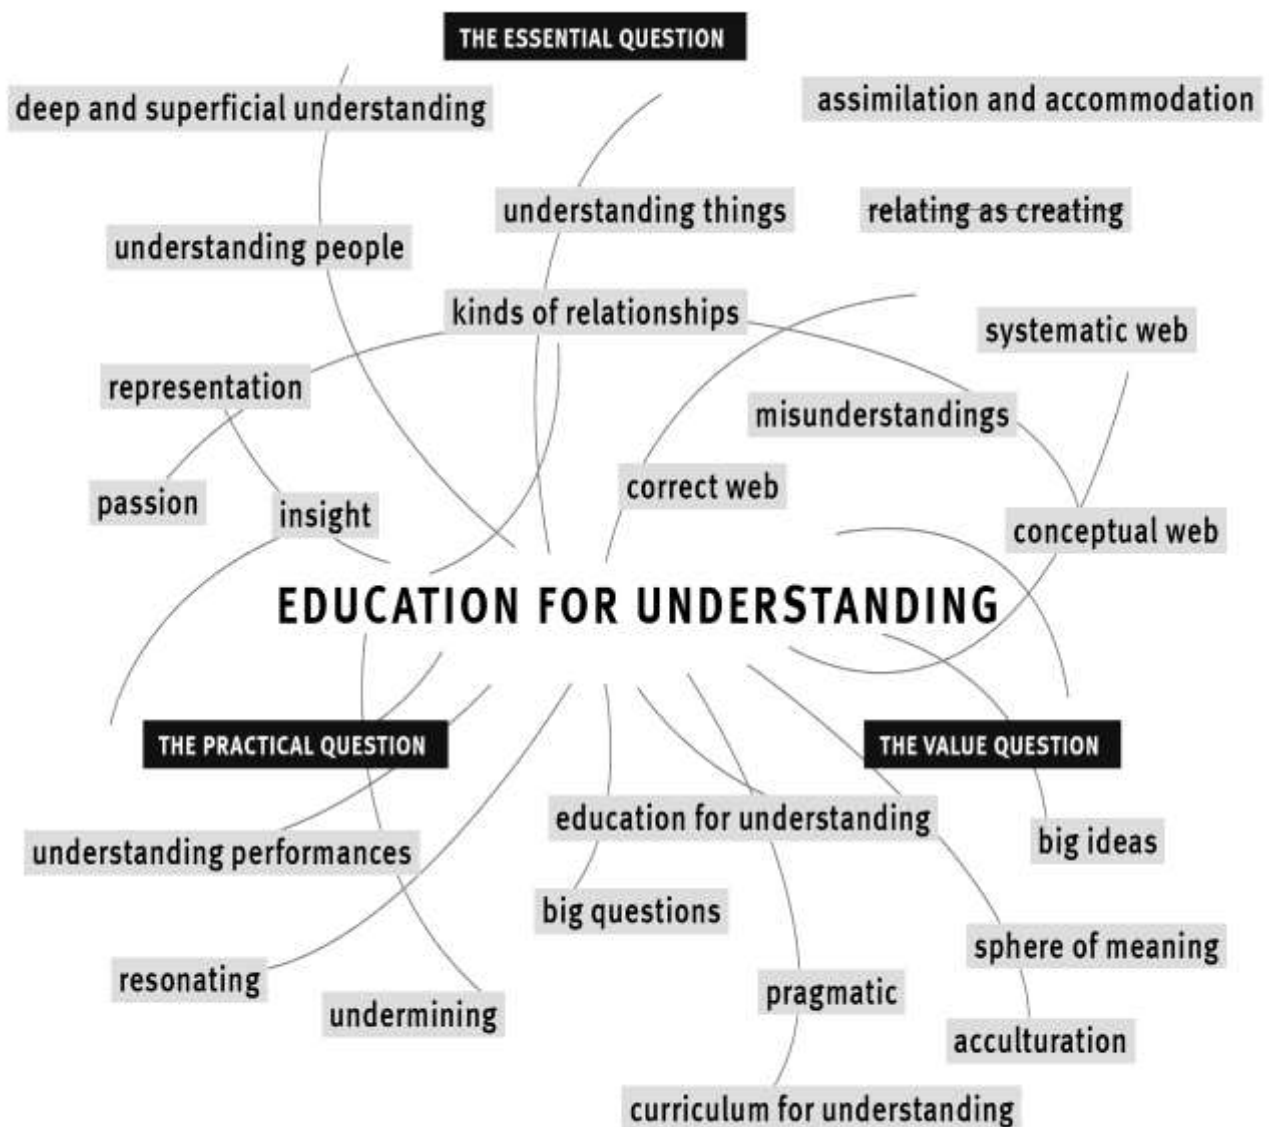 THE ESSENTIAL QUESTION
deep and superficial understanding
assimilation and accommodation
understanding things
relating as creating
understanding people
kinds of relationships
systematic web
representation
misunderstandings
correct web
passion
insight
conceptual web
EDUCATION FOR UNDERSTANDING
THE PRACTICAL QUESTION
THE VALUE QUESTION
education for understanding
big ideas
understanding performances
big questions
sphere of meaning
resonating
pragmatic
undermining
acculturation
curriculum for understanding